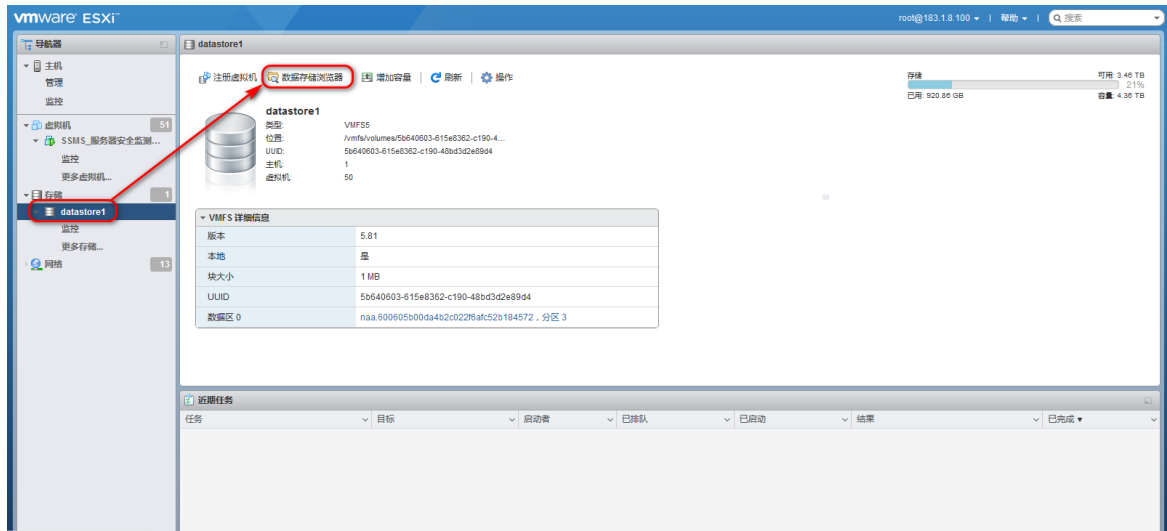 vmware ESXi™
root@183.1.8.100 | 帮助 | 搜索
导航器
主机
管理
监控
虚拟机 51
SSMS_服务器安全监测...
监控
更多虚拟机...
存储 1
datastore1
监控
更多存储...
网络 13
datastore1
注册虚拟机 数据存储浏览器 增加容量 | 刷新 | 操作
存储 可用: 3.46 TB
21%
已用: 920.86 GB 容量: 4.36 TB
datastore1
类型: VMFS5
位置: /vmfs/volumes/5b640603-615e8362-c190-4...
UUID: 5b640603-615e8362-c190-48bd3d2e89d4
主机: 1
虚拟机: 50
VMFS 详细信息
版本 5.81
本地 是
块大小 1 MB
UUID 5b640603-615e8362-c190-48bd3d2e89d4
数据区 0 naa.600605b00da4b2c022f6afc52b184572，分区 3
近期任务
任务 目标 启动者 已排队 已启动 结果 已完成